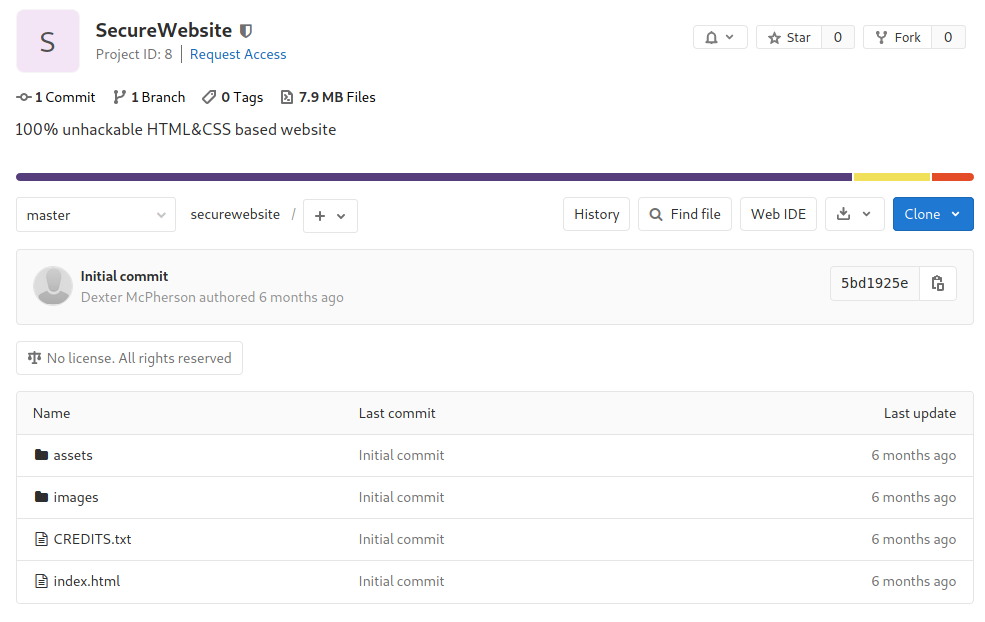 S
SecureWebsite
Project ID: 8 | Request Access
Star 0 Fork 0
1 Commit 1 Branch 0 Tags 7.9 MB Files
100% unhackable HTML&CSS based website
master securewebsite / + History Find file Web IDE Clone
Initial commit
Dexter McPherson authored 6 months ago
5bd1925e
No license. All rights reserved
Name Last commit Last update
assets Initial commit 6 months ago
images Initial commit 6 months ago
CREDITS.txt Initial commit 6 months ago
index.html Initial commit 6 months ago